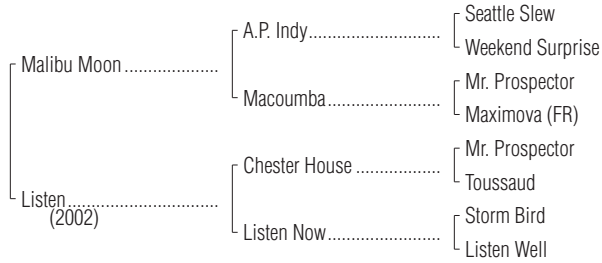 Seattle Slew
A.P. Indy
Weekend Surprise
Malibu Moon
Mr. Prospector
Macoumba
Maximova (FR)
Mr. Prospector
Chester House
Toussaud
Listen
(2002)
Storm Bird
Listen Now
Listen Well